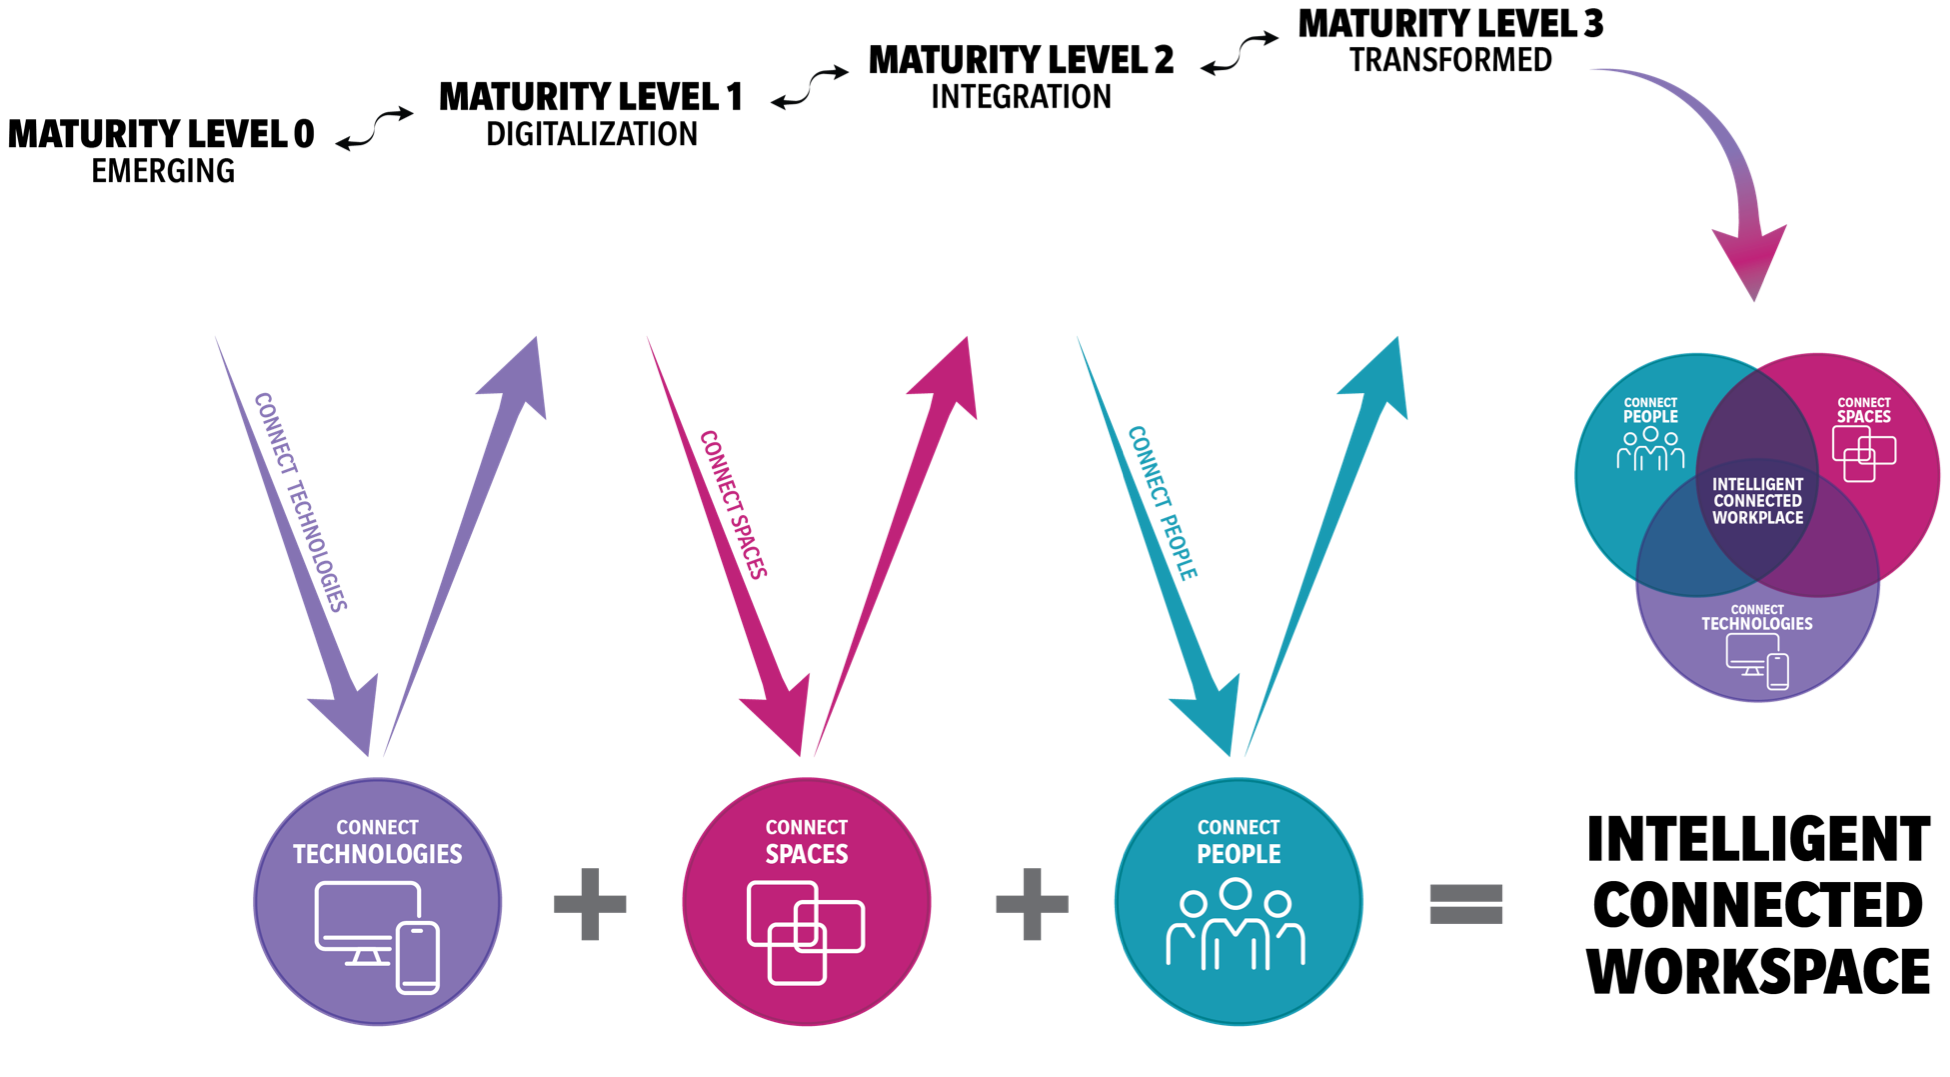 MATURITY LEVEL 0
EMERGING
MATURITY LEVEL 1
DIGITALIZATION
MATURITY LEVEL 2
INTEGRATION
MATURITY LEVEL 3
TRANSFORMED
CONNECT TECHNOLOGIES
CONNECT SPACES
CONNECT PEOPLE
CONNECT
PEOPLE
CONNECT
SPACES
INTELLIGENT
CONNECTED
WORKPLACE
CONNECT
TECHNOLOGIES
CONNECT
TECHNOLOGIES
+
CONNECT
SPACES
+
CONNECT
PEOPLE
=
INTELLIGENT
CONNECTED
WORKSPACE